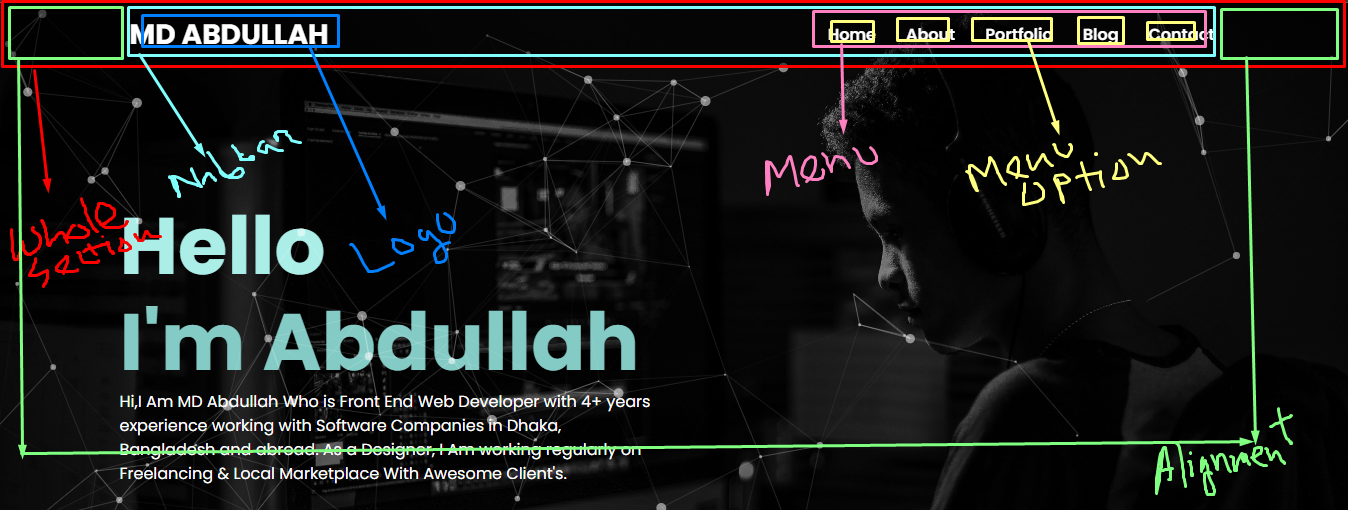 MD ABDULLAH Home About Portfolio Blog Contact
Navbar
Menu
Menu
Option
Whole
Section
Logo
Hello
I'm Abdullah
Hi,I Am MD Abdullah Who is Front End Web Developer with 4+ years
experience working with Software Companies in Dhaka,
Bangladesh and abroad. As a Designer, I Am working regularly on
Freelancing & Local Marketplace With Awesome Client's.
Alignment